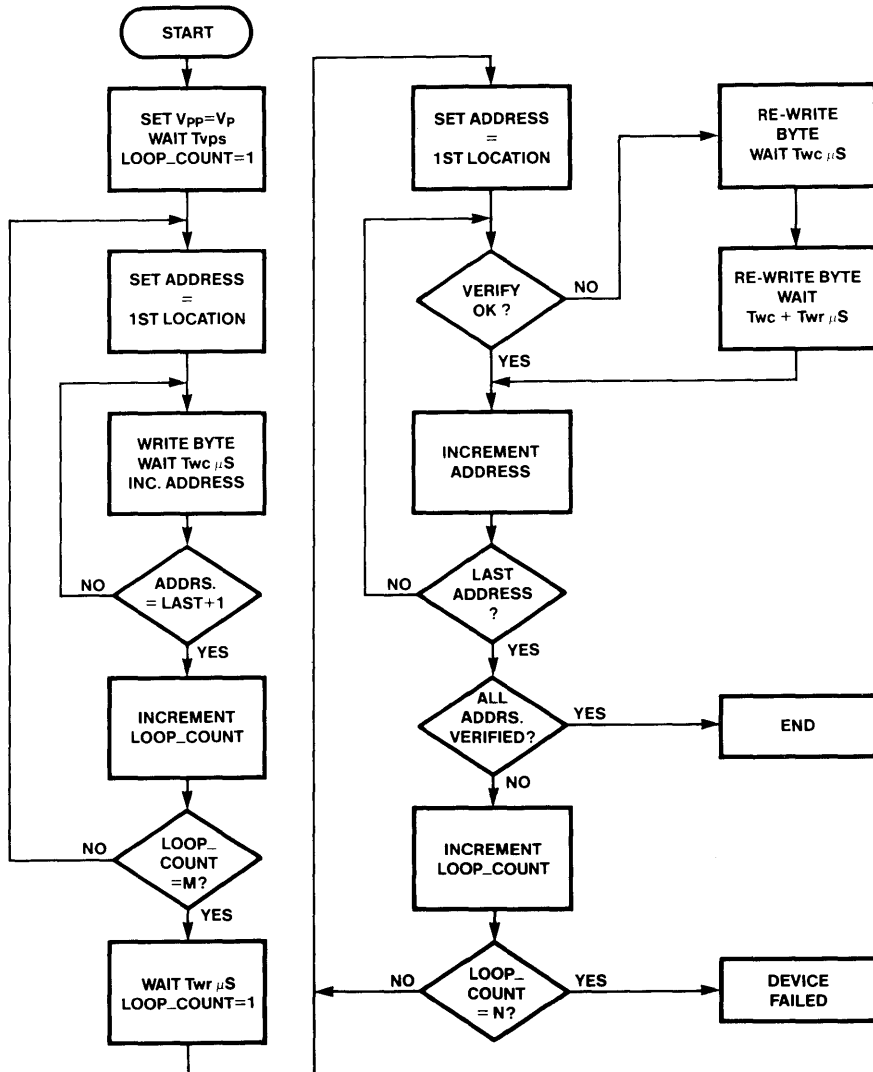 START
SET VPP=VP
WAIT Tvps
LOOP_COUNT=1
SET ADDRESS
=
1ST LOCATION
WRITE BYTE
WAIT Twc μS
INC. ADDRESS
ADDRS.
= LAST+1
NO
YES
INCREMENT
LOOP_COUNT
LOOP_
COUNT
=M?
NO
YES
WAIT Twr μS
LOOP_COUNT=1
SET ADDRESS
=
1ST LOCATION
VERIFY
OK ?
NO
YES
RE-WRITE
BYTE
WAIT Twc μS
RE-WRITE BYTE
WAIT
Twc + Twr μS
INCREMENT
ADDRESS
LAST
ADDRESS
?
NO
YES
ALL
ADDRS.
VERIFIED?
YES
END
NO
INCREMENT
LOOP_COUNT
LOOP_
COUNT
= N?
NO
YES
DEVICE
FAILED